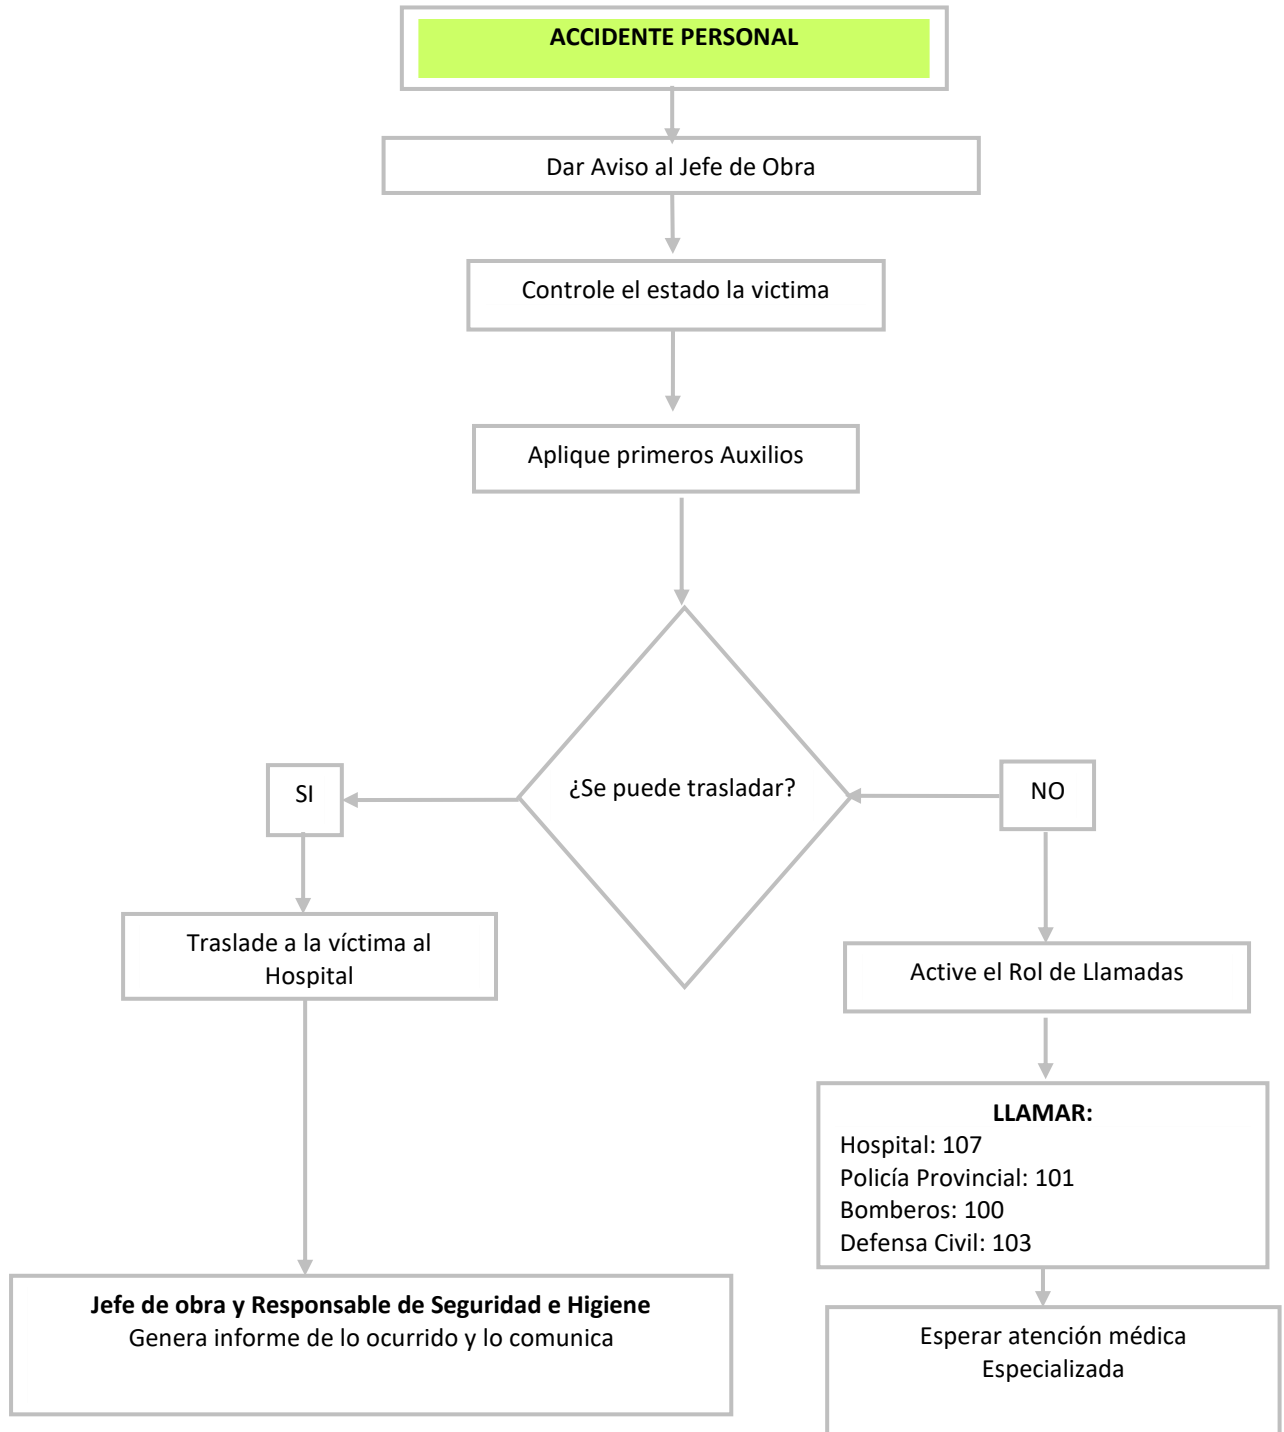 ACCIDENTE PERSONAL
Dar Aviso al Jefe de Obra
Controle el estado la victima
Aplique primeros Auxilios
¿Se puede trasladar?
SI
NO
Traslade a la víctima al
Hospital
Active el Rol de Llamadas
LLAMAR:
Hospital: 107
Policía Provincial: 101
Bomberos: 100
Defensa Civil: 103
Jefe de obra y Responsable de Seguridad e Higiene
Genera informe de lo ocurrido y lo comunica
Esperar atención médica
Especializada